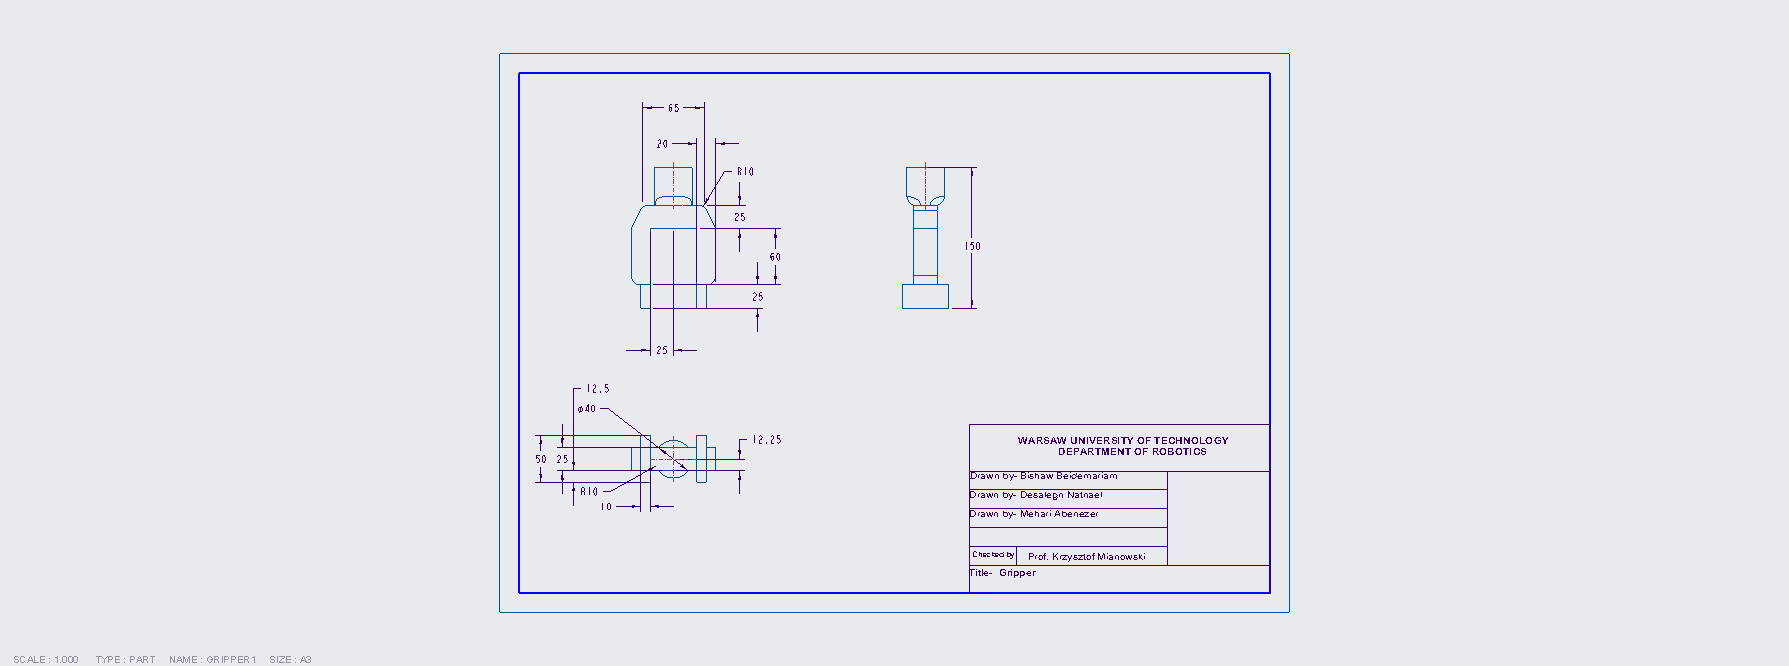 65
20
R10
25
60
25
25
150
12.5
ø40
50
25
R10
10
12.25
WARSAW UNIVERSITY OF TECHNOLOGY
DEPARTMENT OF ROBOTICS
Drawn by- Bishaw Beidemariam
Drawn by- Desalegn Natnael
Drawn by- Mehari Abenezer
Checked by Prof. Krzysztof Mianowski
Title- Gripper
SCALE : 1.000 TYPE : PART NAME : GRIPPER1 SIZE : A3